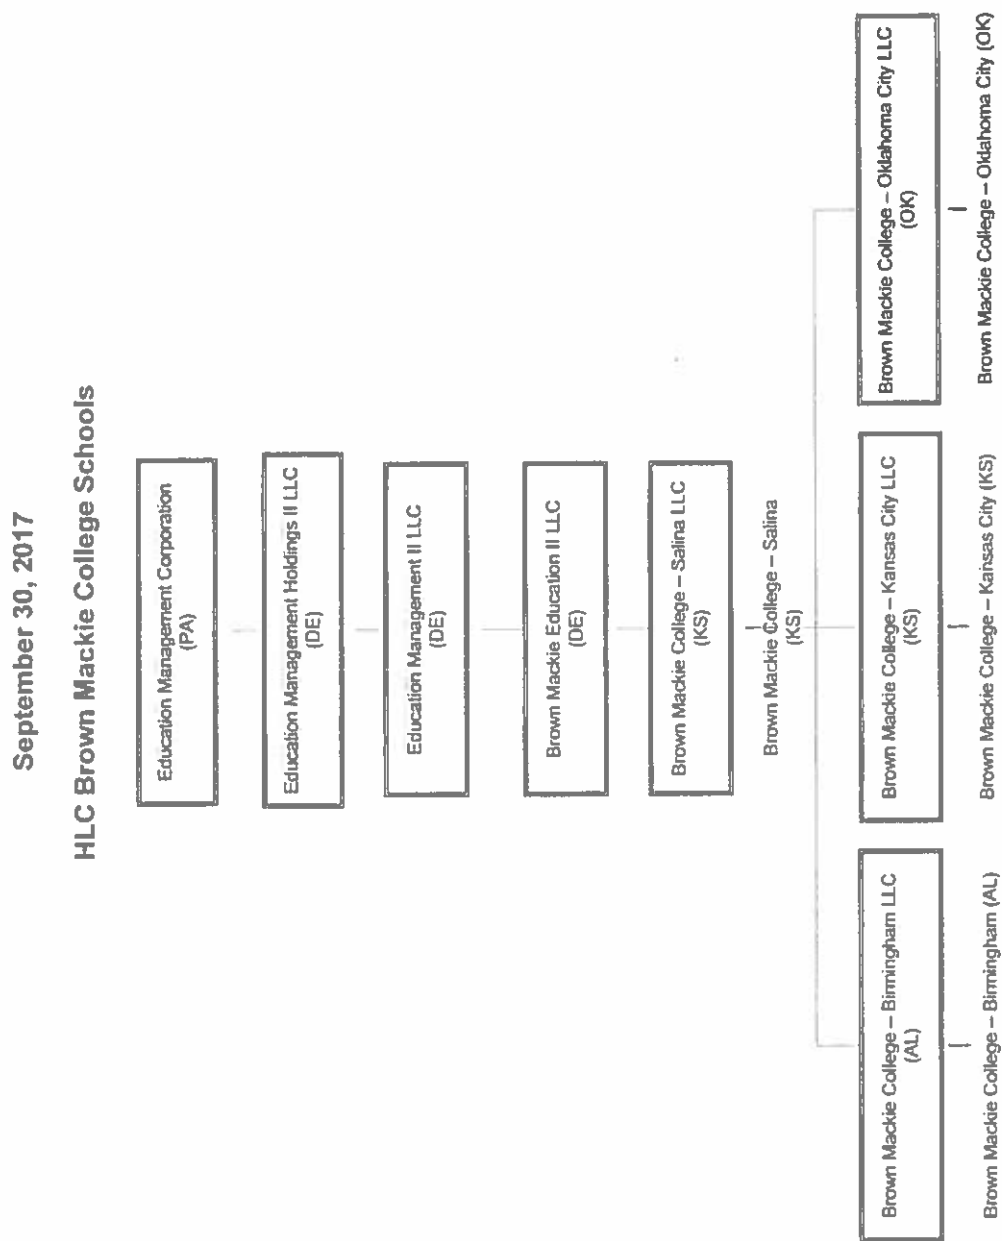 September 30, 2017
HLC Brown Mackie College Schools
Education Management Corporation
(PA)
Education Management Holdings II LLC
(DE)
Education Management II LLC
(DE)
Brown Mackie Education II LLC
(DE)
Brown Mackie College – Salina LLC
(KS)
Brown Mackie College – Salina
(KS)
Brown Mackie College – Birmingham LLC
(AL)
Brown Mackie College – Birmingham (AL)
Brown Mackie College – Kansas City LLC
(KS)
Brown Mackie College – Kansas City (KS)
Brown Mackie College – Oklahoma City LLC
(OK)
Brown Mackie College – Oklahoma City (OK)